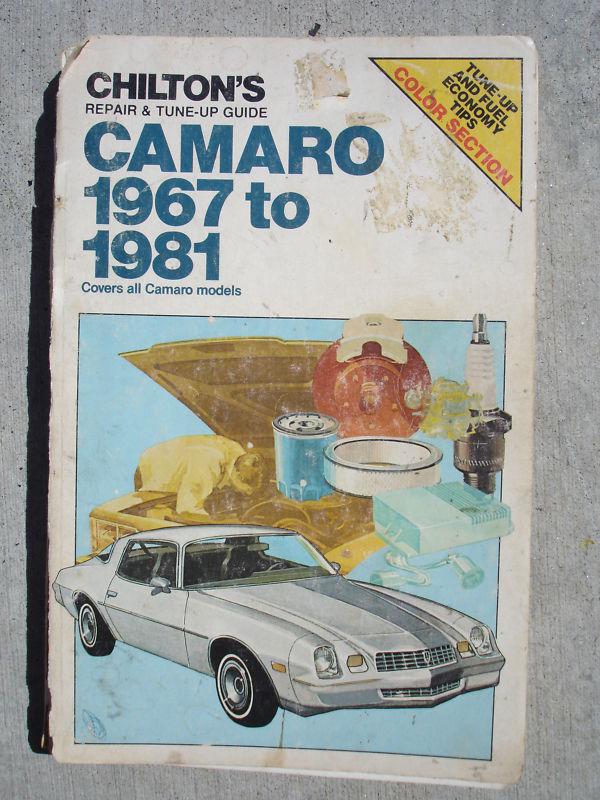 CHILTON'S
REPAIR & TUNE-UP GUIDE
CAMARO
1967 to
1981
Covers all Camaro models
TUNE-UP
AND FUEL
ECONOMY
TIPS
COLOR SECTION